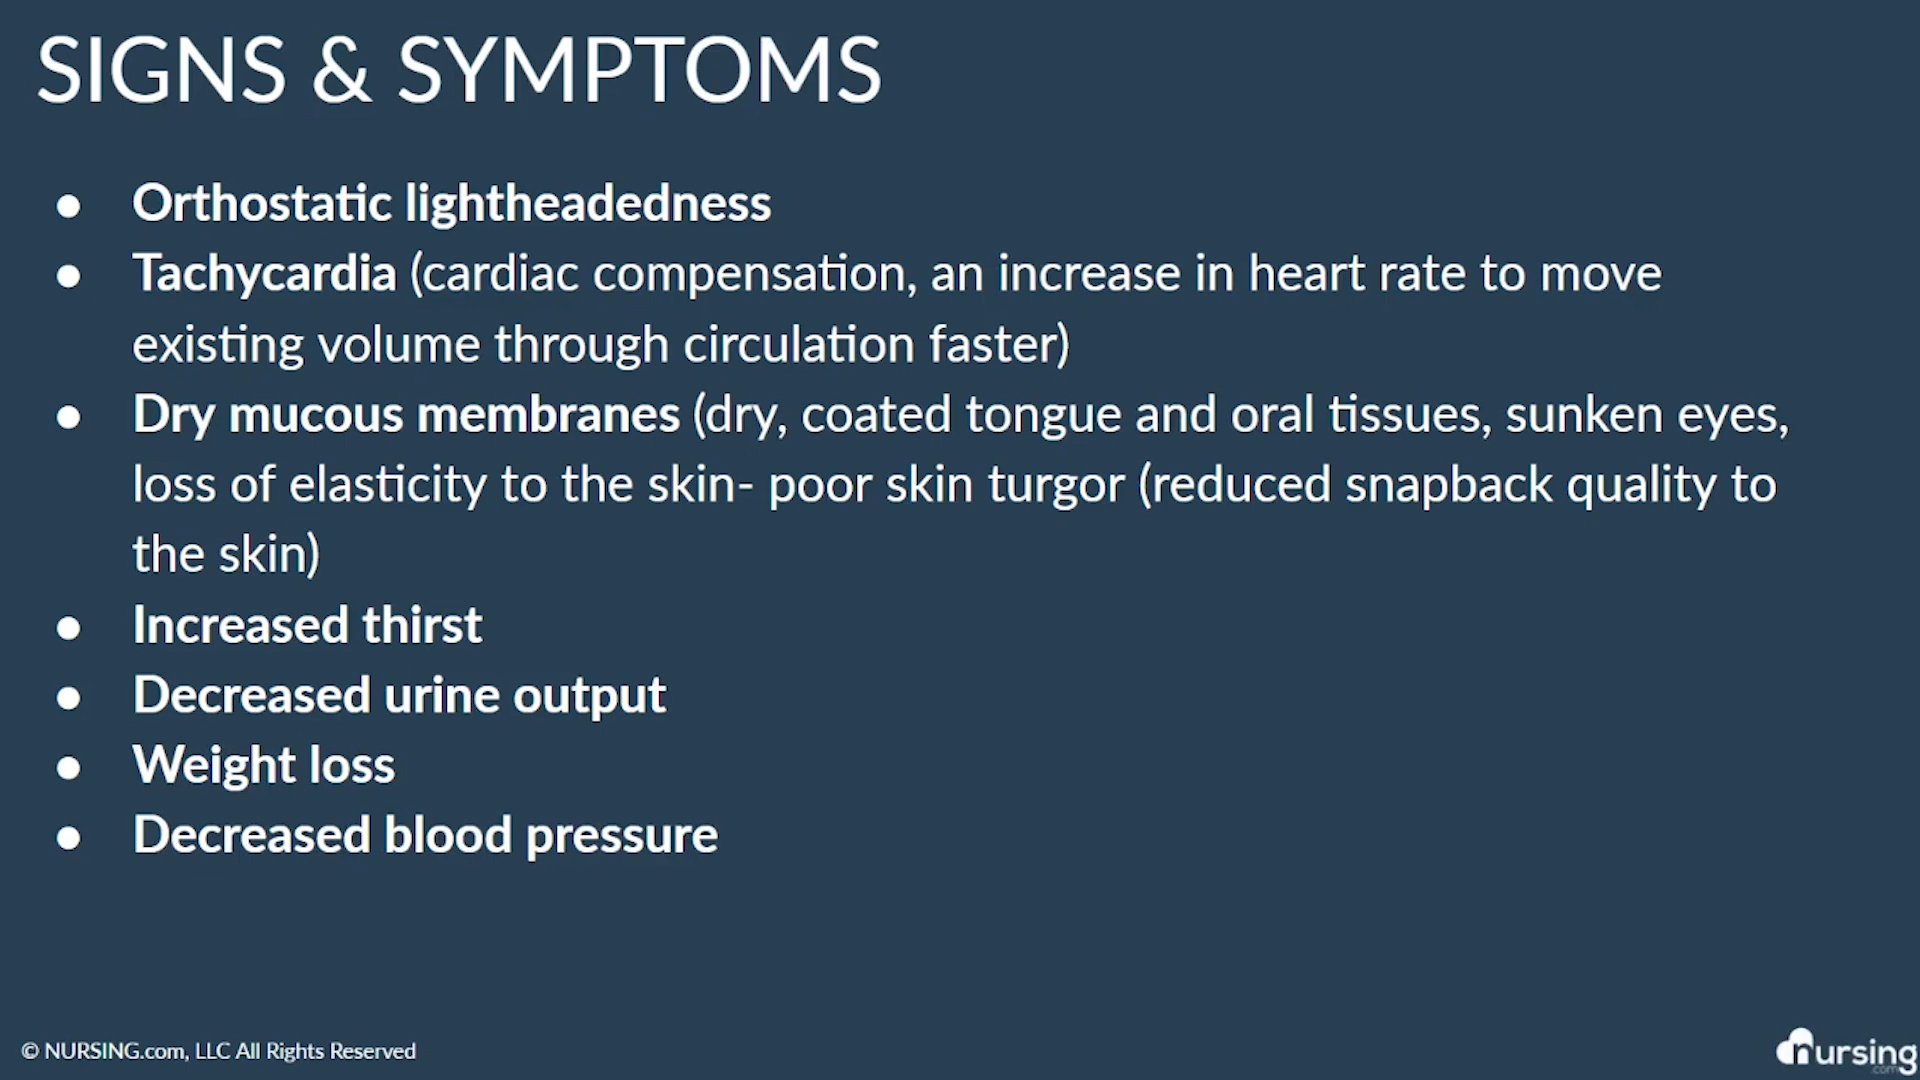 SIGNS & SYMPTOMS
● Orthostatic lightheadedness
● Tachycardia (cardiac compensation, an increase in heart rate to move
existing volume through circulation faster)
● Dry mucous membranes (dry, coated tongue and oral tissues, sunken eyes,
loss of elasticity to the skin- poor skin turgor (reduced snapback quality to
the skin)
● Increased thirst
● Decreased urine output
● Weight loss
● Decreased blood pressure
© NURSING.com, LLC All Rights Reserved
nursing
.com